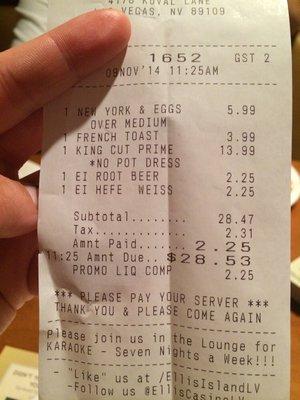 4178 KOVAL LANE
VEGAS, NV 89109
1652 GST 2
09NOV'14 11:25AM
1 NEW YORK & EGGS 5.99
OVER MEDIUM
1 FRENCH TOAST 3.99
1 KING CUT PRIME 13.99
*NO POT DRESS
1 EI ROOT BEER 2.25
1 EI HEFE WEISS 2.25
Subtotal........ 28.47
Tax............. 2.31
Amnt Paid....... 2.25
11:25 Amnt Due..$28.53
PROMO LIQ COMP 2.25
*** PLEASE PAY YOUR SERVER ***
THANK YOU & PLEASE COME AGAIN
please join us in the Lounge for
KARAOKE - Seven Nights a Week!!!
- "Like" us at /EllisIslandLV
-Follow us @EllisCasinoLV